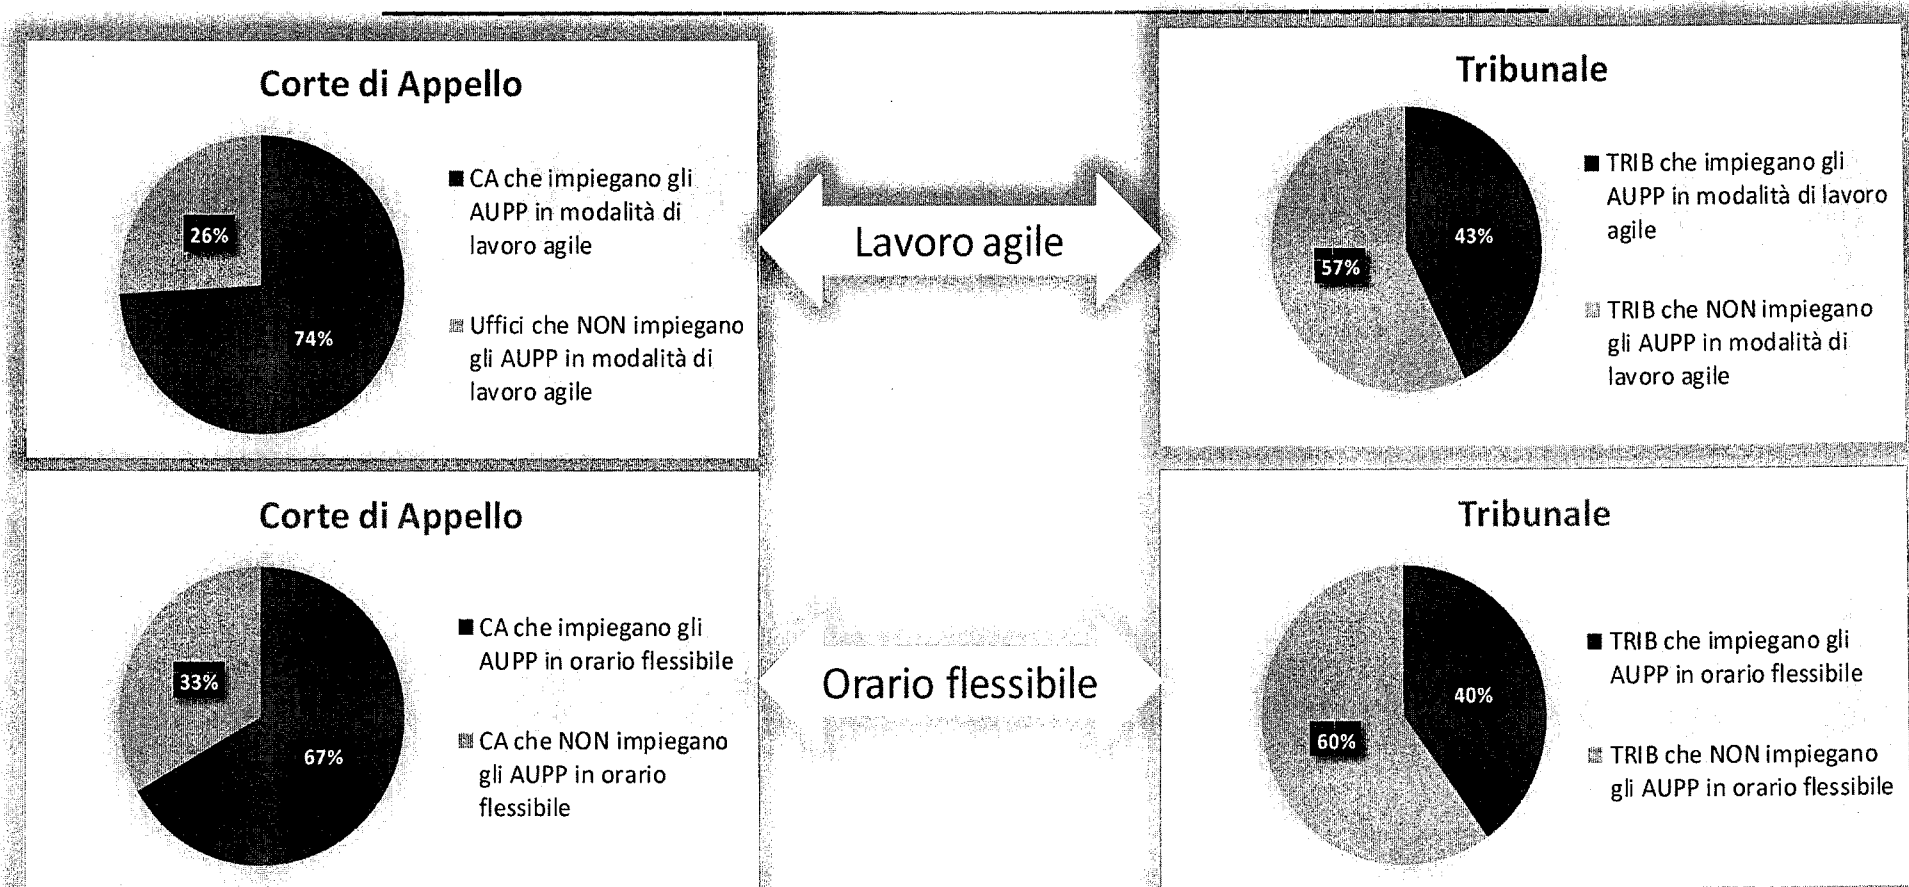 Corte di Appello
26%
74%
CA che impiegano gli
AUPP in modalità di
lavoro agile
Uffici che NON impiegano
gli AUPP in modalità di
lavoro agile
Lavoro agile
Tribunale
43%
57%
TRIB che impiegano gli
AUPP in modalità di lavoro
agile
TRIB che NON impiegano
gli AUPP in modalità di
lavoro agile
Corte di Appello
33%
67%
CA che impiegano gli
AUPP in orario flessibile
CA che NON impiegano
gli AUPP in orario
flessibile
Orario flessibile
Tribunale
40%
60%
TRIB che impiegano gli
AUPP in orario flessibile
TRIB che NON impiegano
gli AUPP in orario flessibile